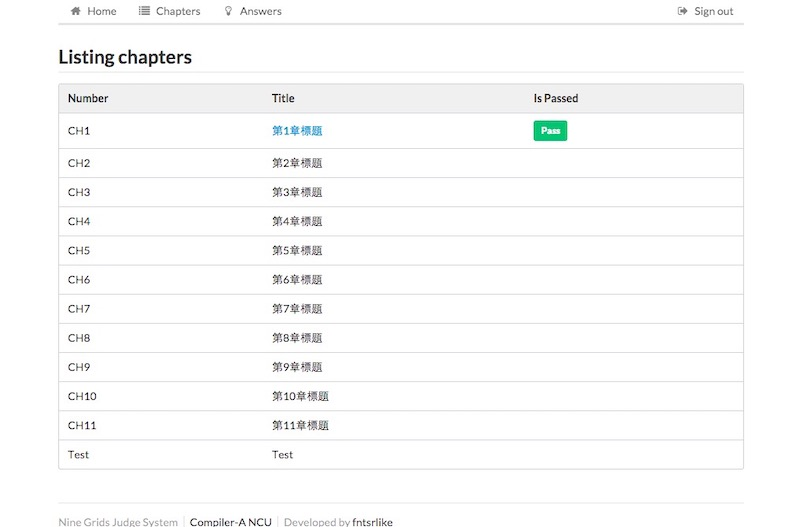 Home Chapters Answers Sign out
Listing chapters
Number Title Is Passed
CH1 第1章標題 Pass
CH2 第2章標題
CH3 第3章標題
CH4 第4章標題
CH5 第5章標題
CH6 第6章標題
CH7 第7章標題
CH8 第8章標題
CH9 第9章標題
CH10 第10章標題
CH11 第11章標題
Test Test
Nine Grids Judge System | Compiler-A NCU | Developed by fntsrlike